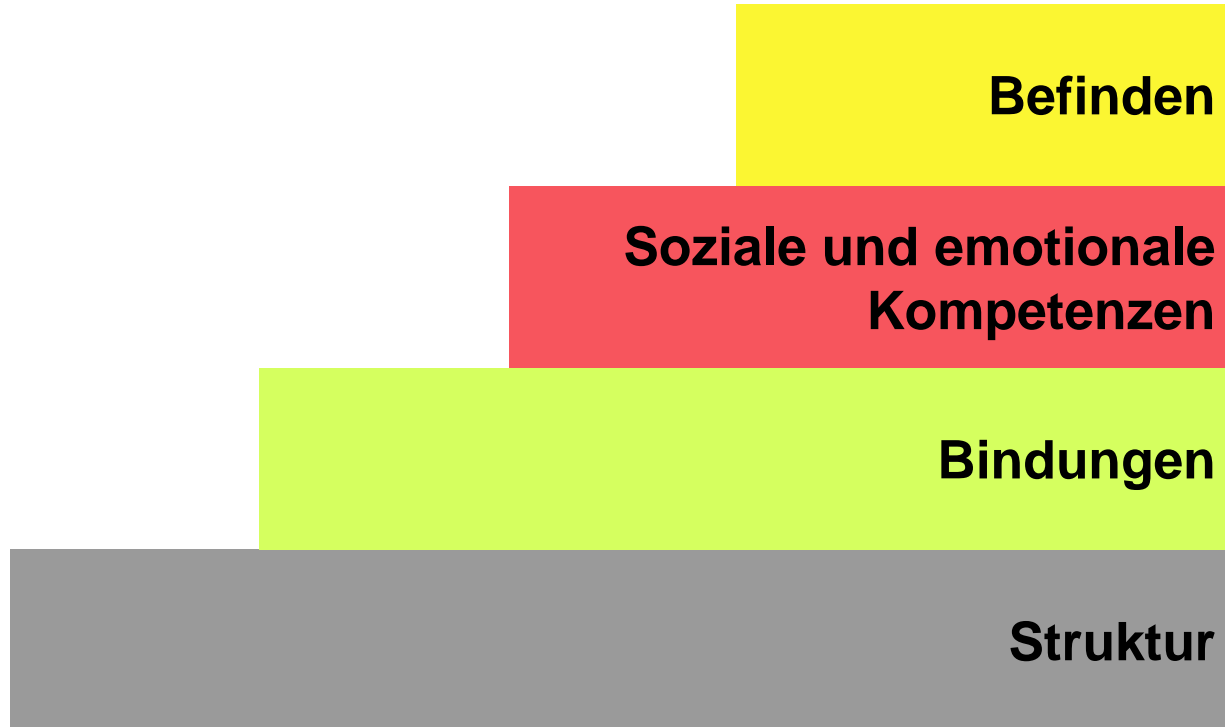 Befinden
Soziale und emotionale
Kompetenzen
Bindungen
Struktur